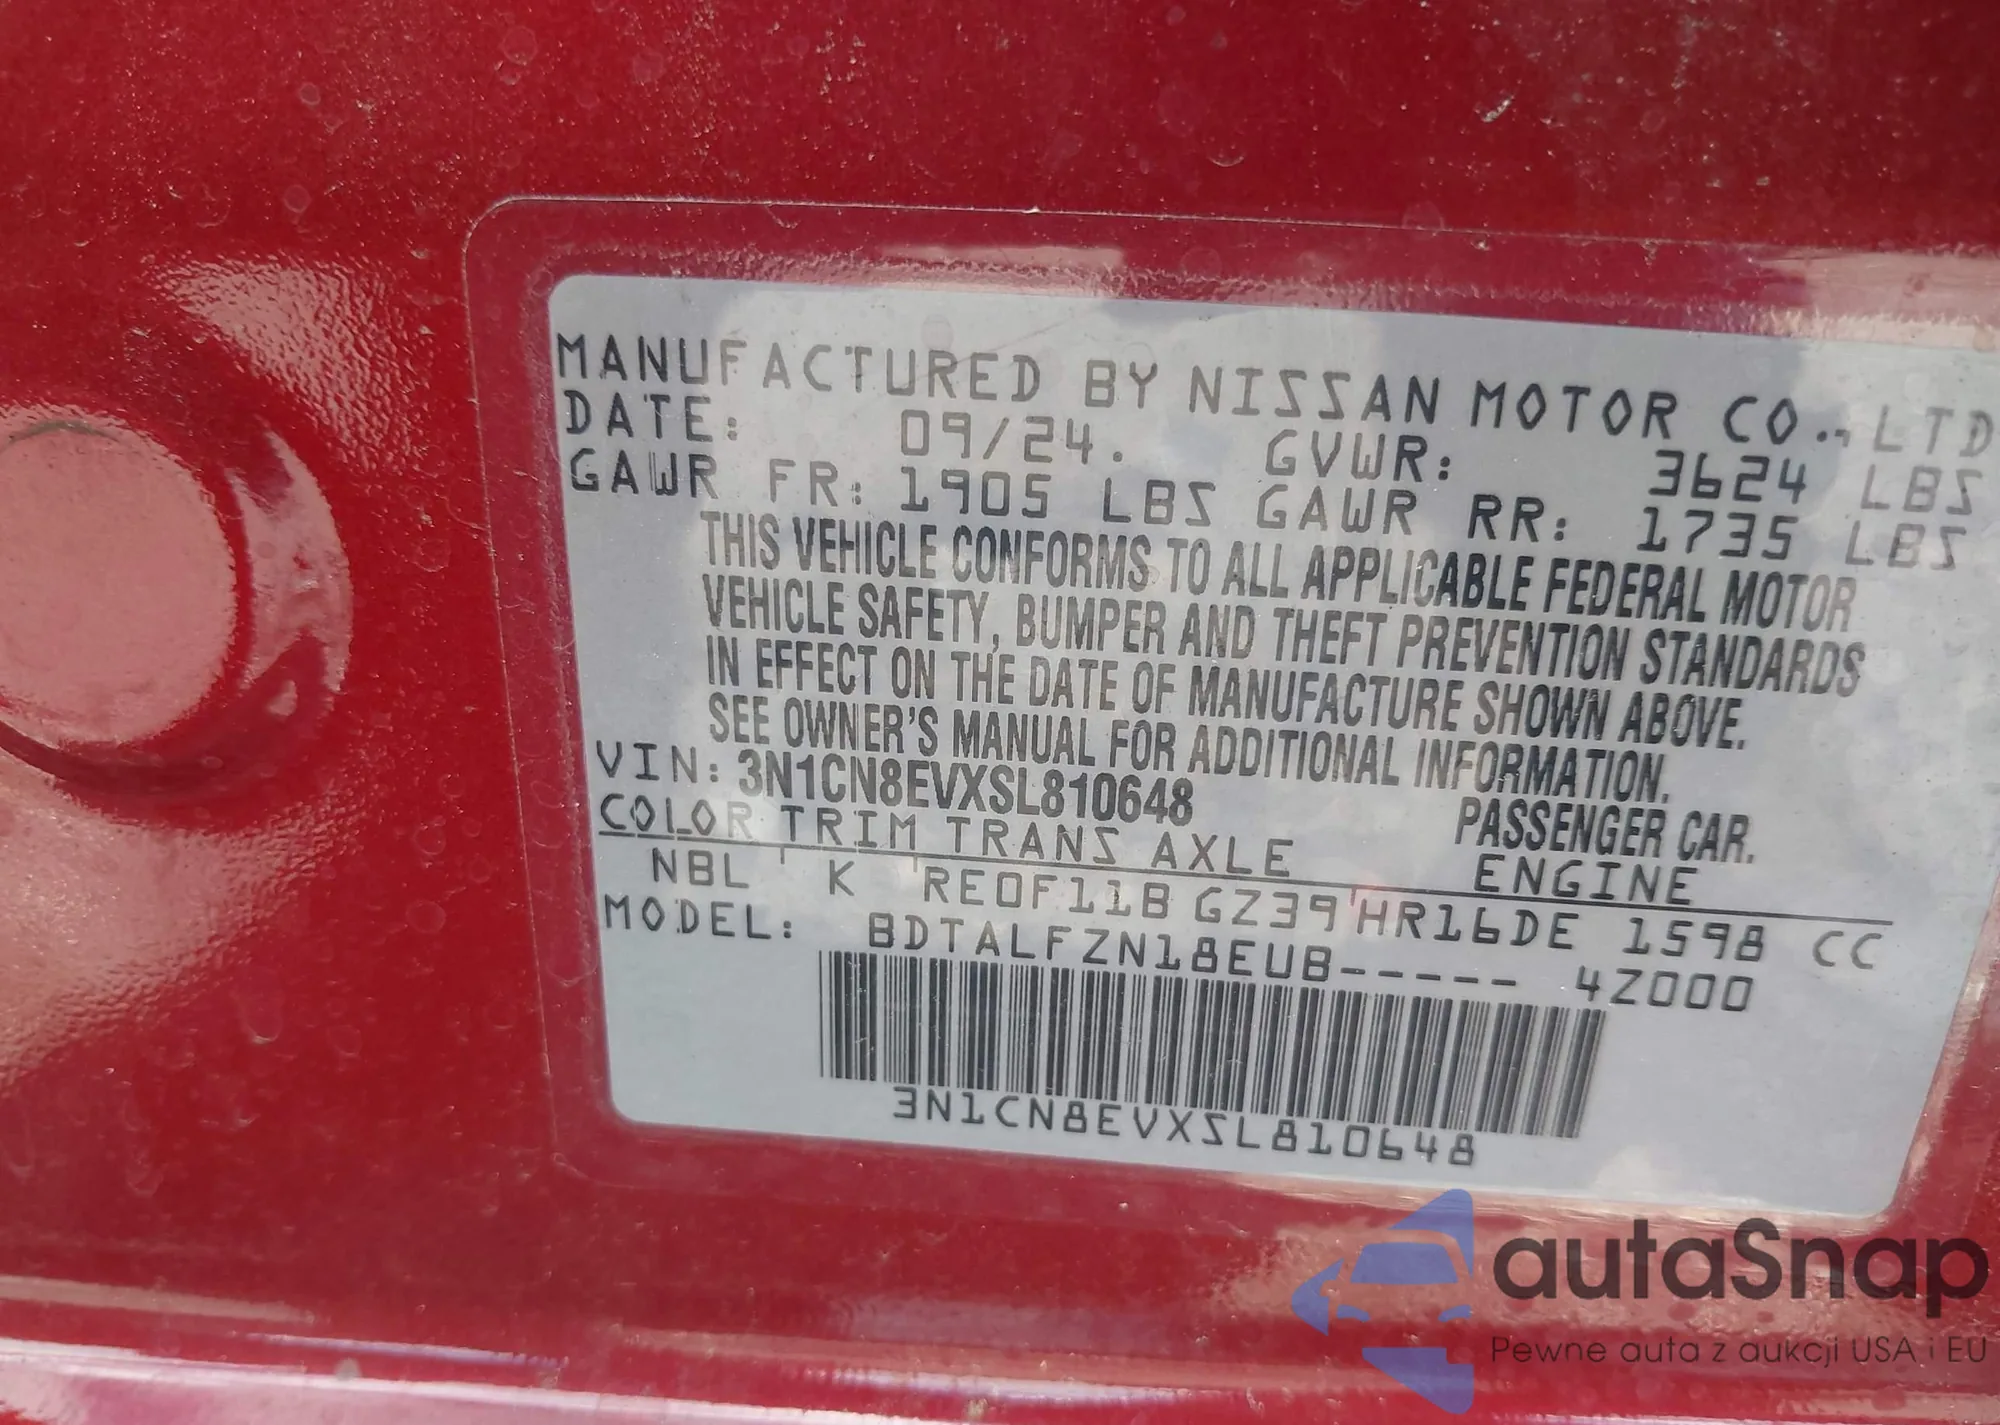 MANUFACTURED BY NISSAN MOTOR CO., LTD
DATE: 09/24. GVWR: 3624 LBS
GAWR FR: 1905 LBS GAWR RR: 1735 LBS
THIS VEHICLE CONFORMS TO ALL APPLICABLE FEDERAL MOTOR
VEHICLE SAFETY, BUMPER AND THEFT PREVENTION STANDARDS
IN EFFECT ON THE DATE OF MANUFACTURE SHOWN ABOVE.
SEE OWNER'S MANUAL FOR ADDITIONAL INFORMATION.
VIN: 3N1CN8EVXSL810648 PASSENGER CAR.
COLOR TRIM TRANS AXLE ENGINE
NBL K RE0F11B GZ39 HR16DE 1598 CC
MODEL: BDTALFZN18EUB----- 4Z000
3N1CN8EVXSL810648
autaSnap
Pewne auta z aukcji USA i EU